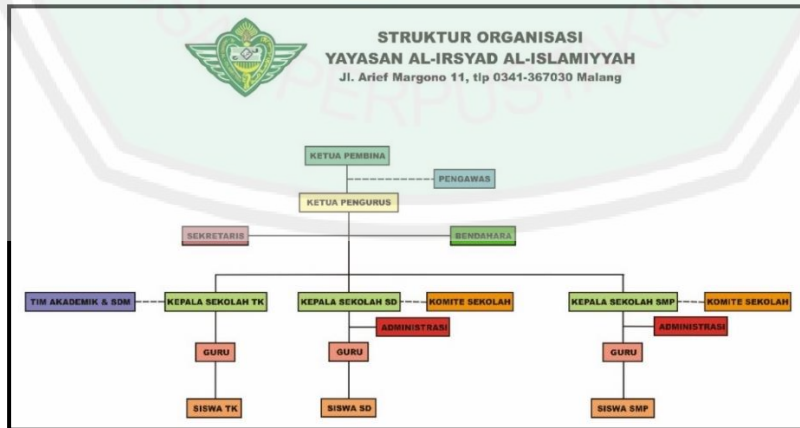 STRUKTUR ORGANISASI
YAYASAN AL-IRSYAD AL-ISLAMIYYAH
Jl. Arief Margono 11, tlp 0341-367030 Malang
PERPUSTAKA
KETUA PEMBINA
PENGAWAS
KETUA PENGURUS
SEKRETARIS
BENDAHARA
TIM AKADEMIK & SDM
KEPALA SEKOLAH TK
KEPALA SEKOLAH SD
KOMITE SEKOLAH
KEPALA SEKOLAH SMP
KOMITE SEKOLAH
ADMINISTRASI
ADMINISTRASI
GURU
GURU
GURU
SISWA TK
SISWA SD
SISWA SMP